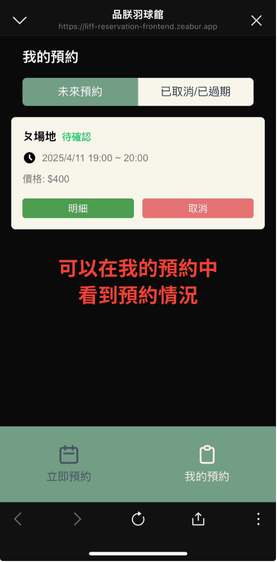 品朕羽球館
https://liff-reservation-frontend.zeabur.app
我的預約
未來預約
已取消/已過期
ㄆ場地 待確認
2025/4/11 19:00 ~ 20:00
價格: $400
明細
取消
可以在我的預約中
看到預約情況
立即預約
我的預約